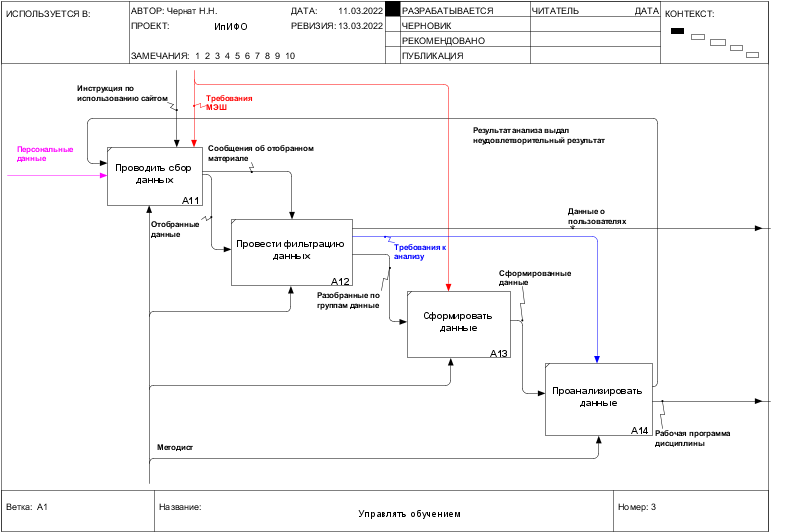 ИСПОЛЬЗУЕТСЯ В:
АВТОР: Чернат Н.Н.
ДАТА: 11.03.2022
РАЗРАБАТЫВАЕТСЯ
ЧИТАТЕЛЬ
ДАТА
КОНТЕКСТ:
ПРОЕКТ: ИпИФО
РЕВИЗИЯ: 13.03.2022
ЧЕРНОВИК
РЕКОМЕНДОВАНО
ЗАМЕЧАНИЯ: 1 2 3 4 5 6 7 8 9 10
ПУБЛИКАЦИЯ
Инструкция по
использованию сайтом
Требования
МЭШ
Результат анализа выдал
неудовлетворительный результат
Персональные
данные
Сообщения об отобранном
материале
Проводить сбор
данных
A11
Отобранные
данные
Данные о
пользователях
Провести фильтрацию
данных
A12
Требования к
анализу
Разобранные по
группам данные
Сформированные
данные
Сформировать
данные
A13
Проанализировать
данные
A14
Рабочая программа
дисциплины
Методист
Ветка: A1
Название:
Управлять обучением
Номер: 3